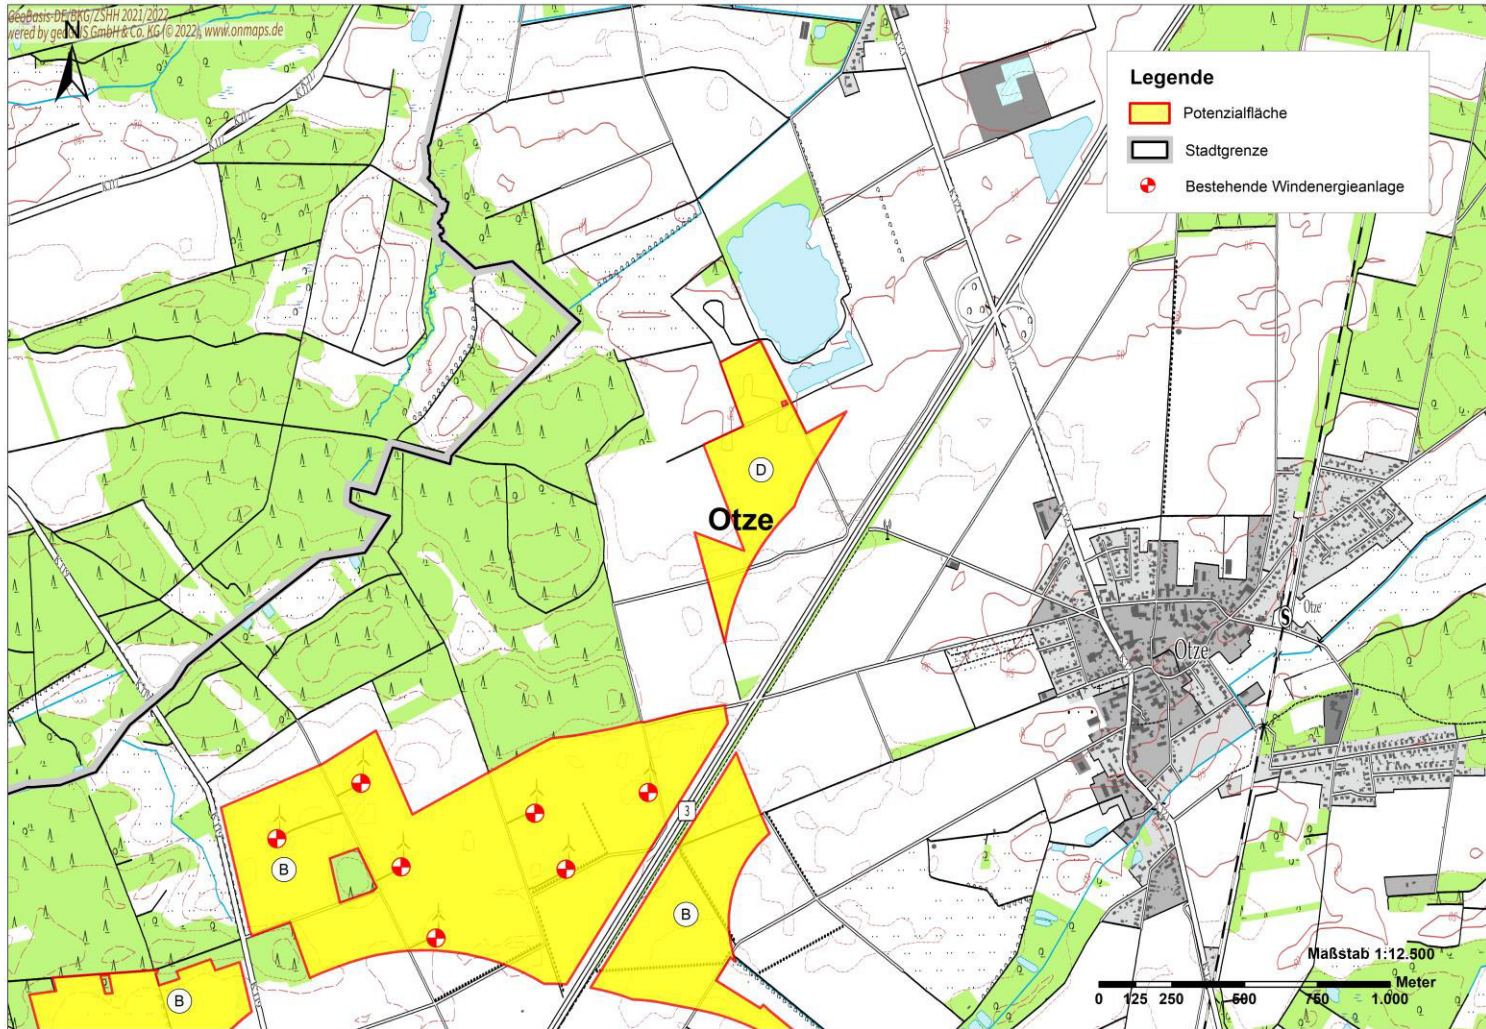 GeoBasis-DE/BKG/ZSHH 2021/2022,
wered by geoGLIS GmbH & Co. KG (© 2022), www.onmaps.de
N
Legende
Potenzialfläche
Stadtgrenze
Bestehende Windenergieanlage
D
Otze
Otze
S
Otze
3
B
B
B
Maßstab 1:12.500
Meter
0 125 250 500 750 1.000